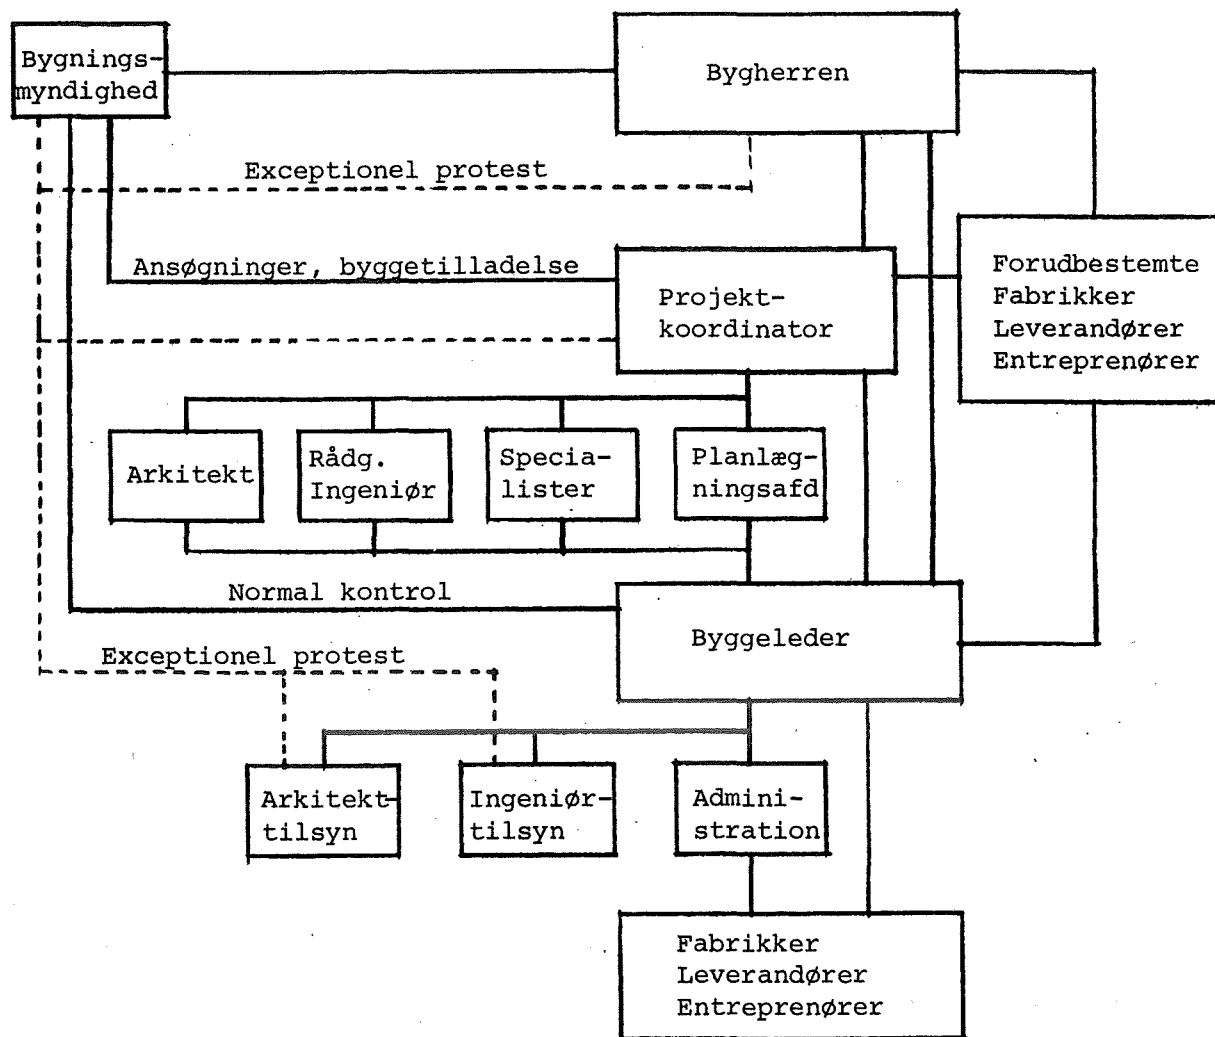 Bygnings-
myndighed
Bygherren
Exceptionel protest
Ansøgninger, byggetilladelse
Projekt-
koordinator
Forudbestemte
Fabrikker
Leverandører
Entreprenører
Arkitekt
Rådg.
Ingeniør
Specia-
lister
Planlæg-
ningsafd
Normal kontrol
Byggeleder
Exceptionel protest
Arkitekt-
tilsyn
Ingeniør-
tilsyn
Admini-
stration
Fabrikker
Leverandører
Entreprenører